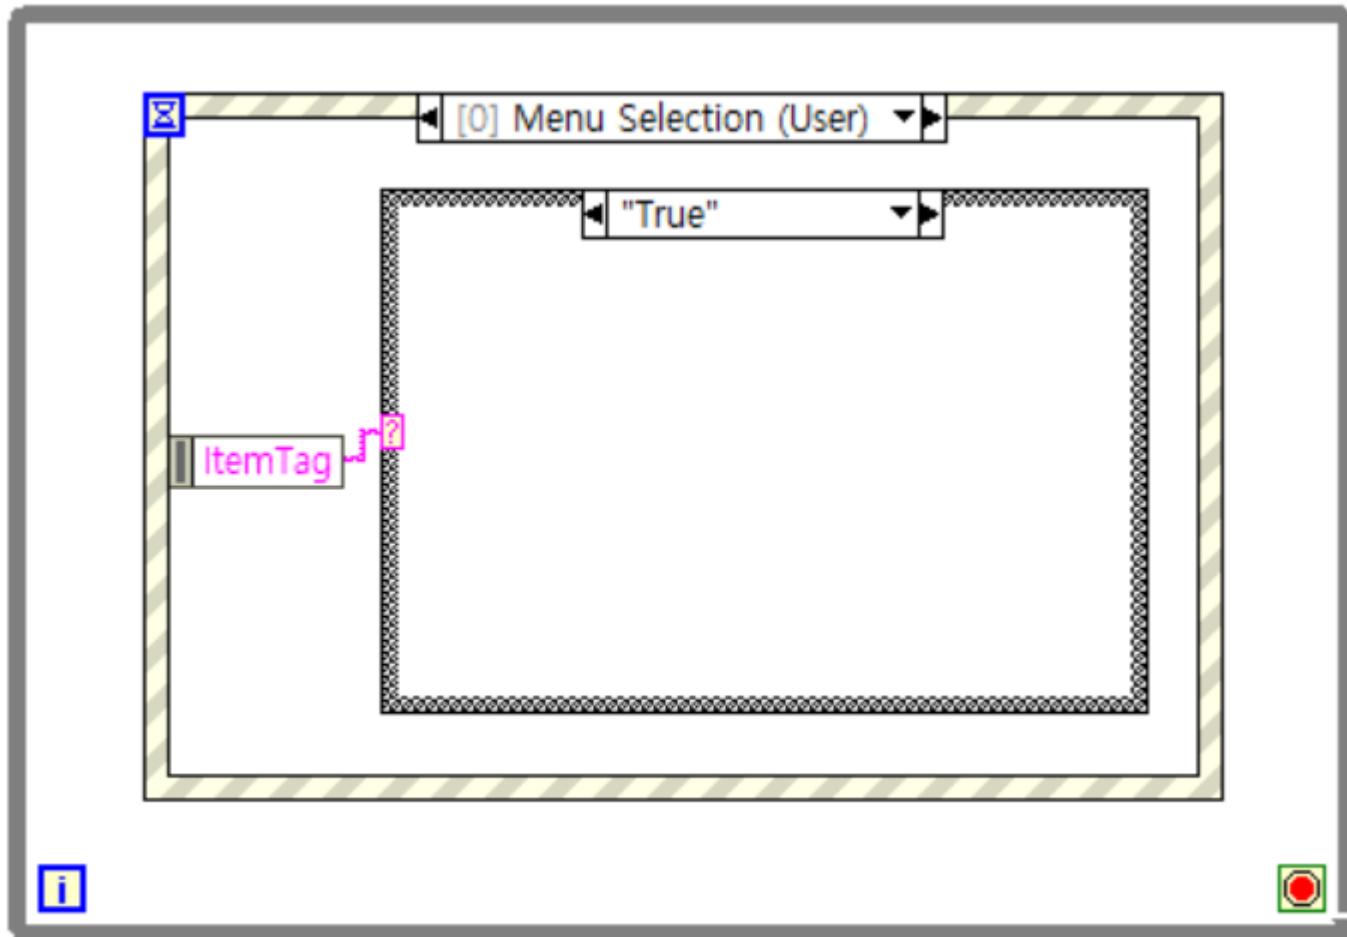 [0] Menu Selection (User)
"True"
?
ItemTag
i